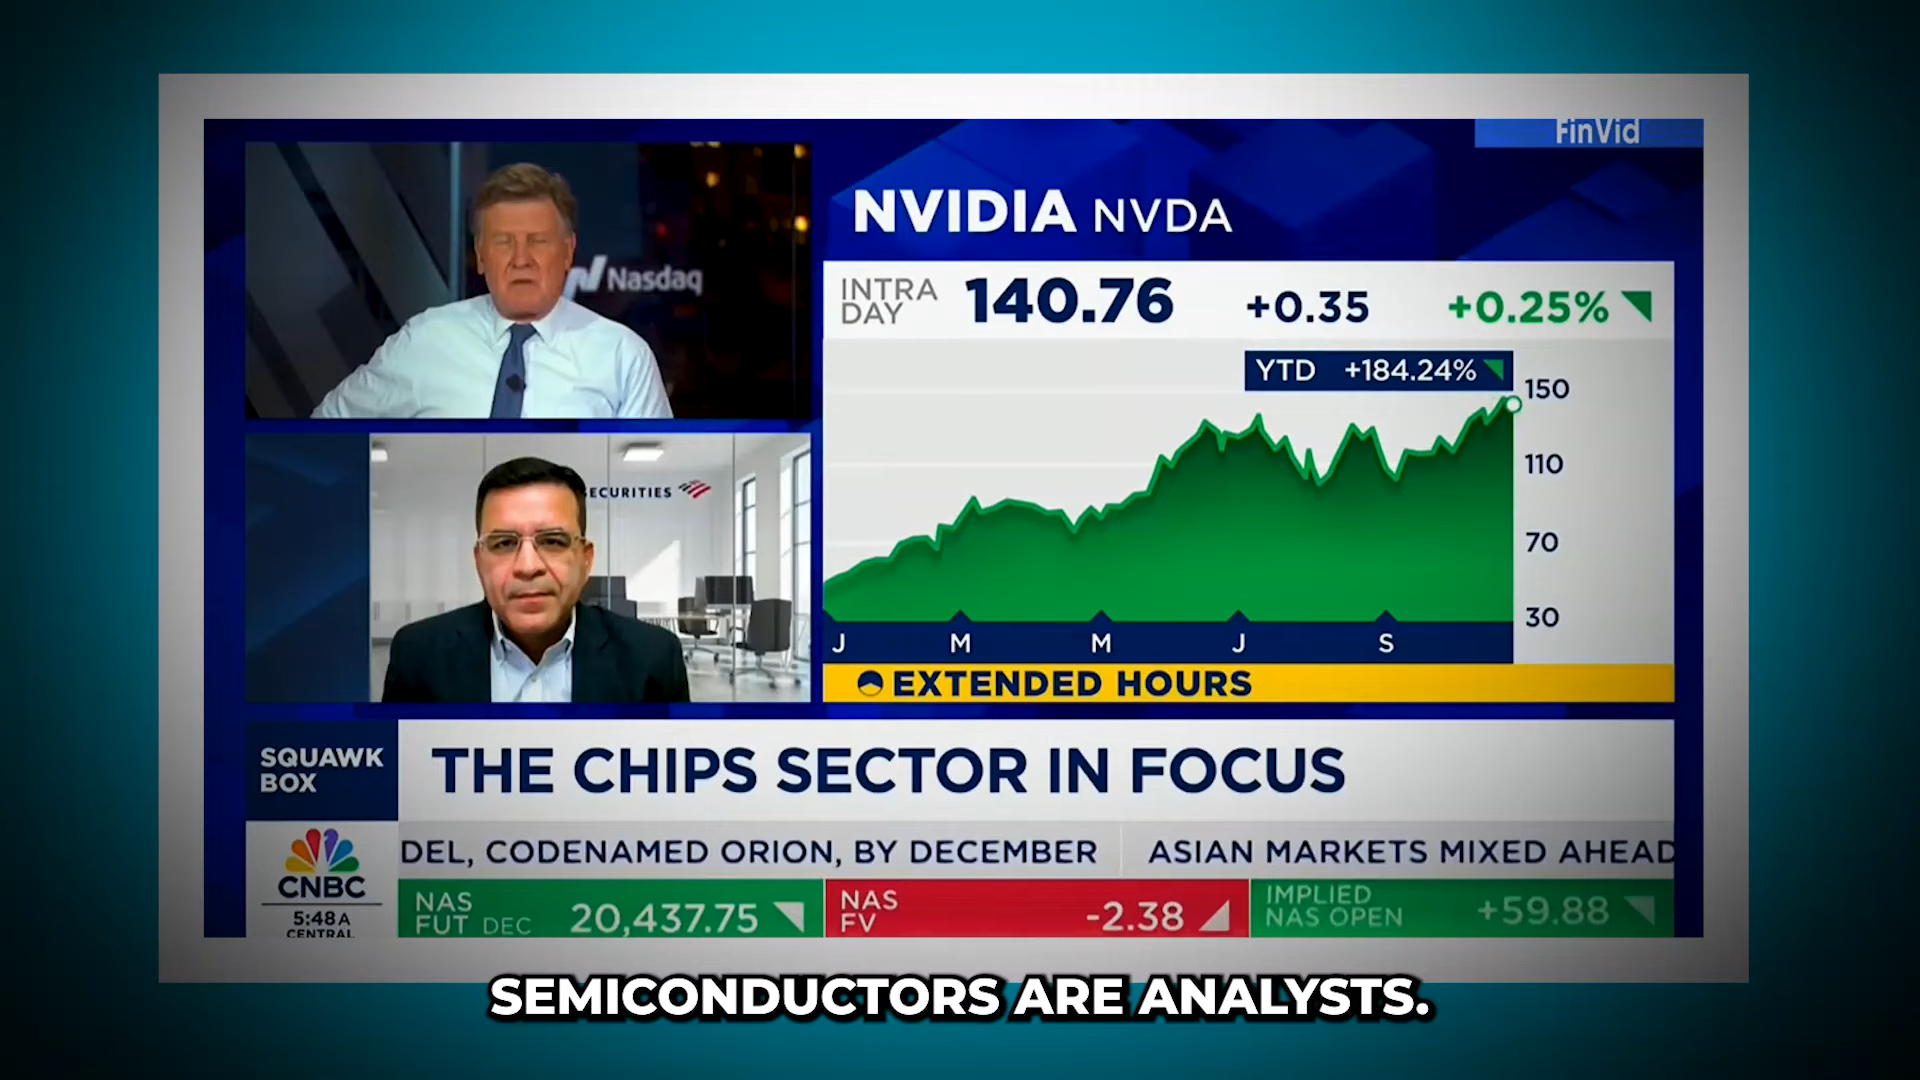 FinVid
Nasdaq
NVIDIA NVDA
INTRA DAY 140.76 +0.35 +0.25%
YTD +184.24%
150
110
70
30
J M M J S
EXTENDED HOURS
SECURITIES
SQUAWK BOX
THE CHIPS SECTOR IN FOCUS
DEL, CODENAMED ORION, BY DECEMBER ASIAN MARKETS MIXED AHEAD
CNBC
5:48A
CENTRAL
NAS FUT DEC 20,437.75
NAS FV -2.38
IMPLIED NAS OPEN +59.88
SEMICONDUCTORS ARE ANALYSTS.